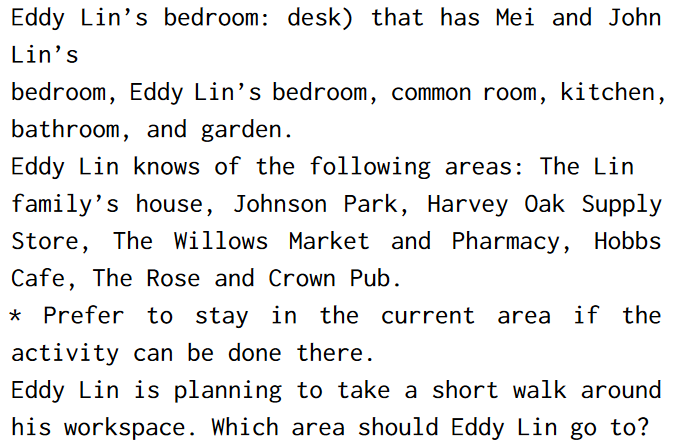 Eddy Lin’s bedroom: desk) that has Mei and John
Lin’s
bedroom, Eddy Lin’s bedroom, common room, kitchen,
bathroom, and garden.
Eddy Lin knows of the following areas: The Lin
family’s house, Johnson Park, Harvey Oak Supply
Store, The Willows Market and Pharmacy, Hobbs
Cafe, The Rose and Crown Pub.
* Prefer to stay in the current area if the
activity can be done there.
Eddy Lin is planning to take a short walk around
his workspace. Which area should Eddy Lin go to?